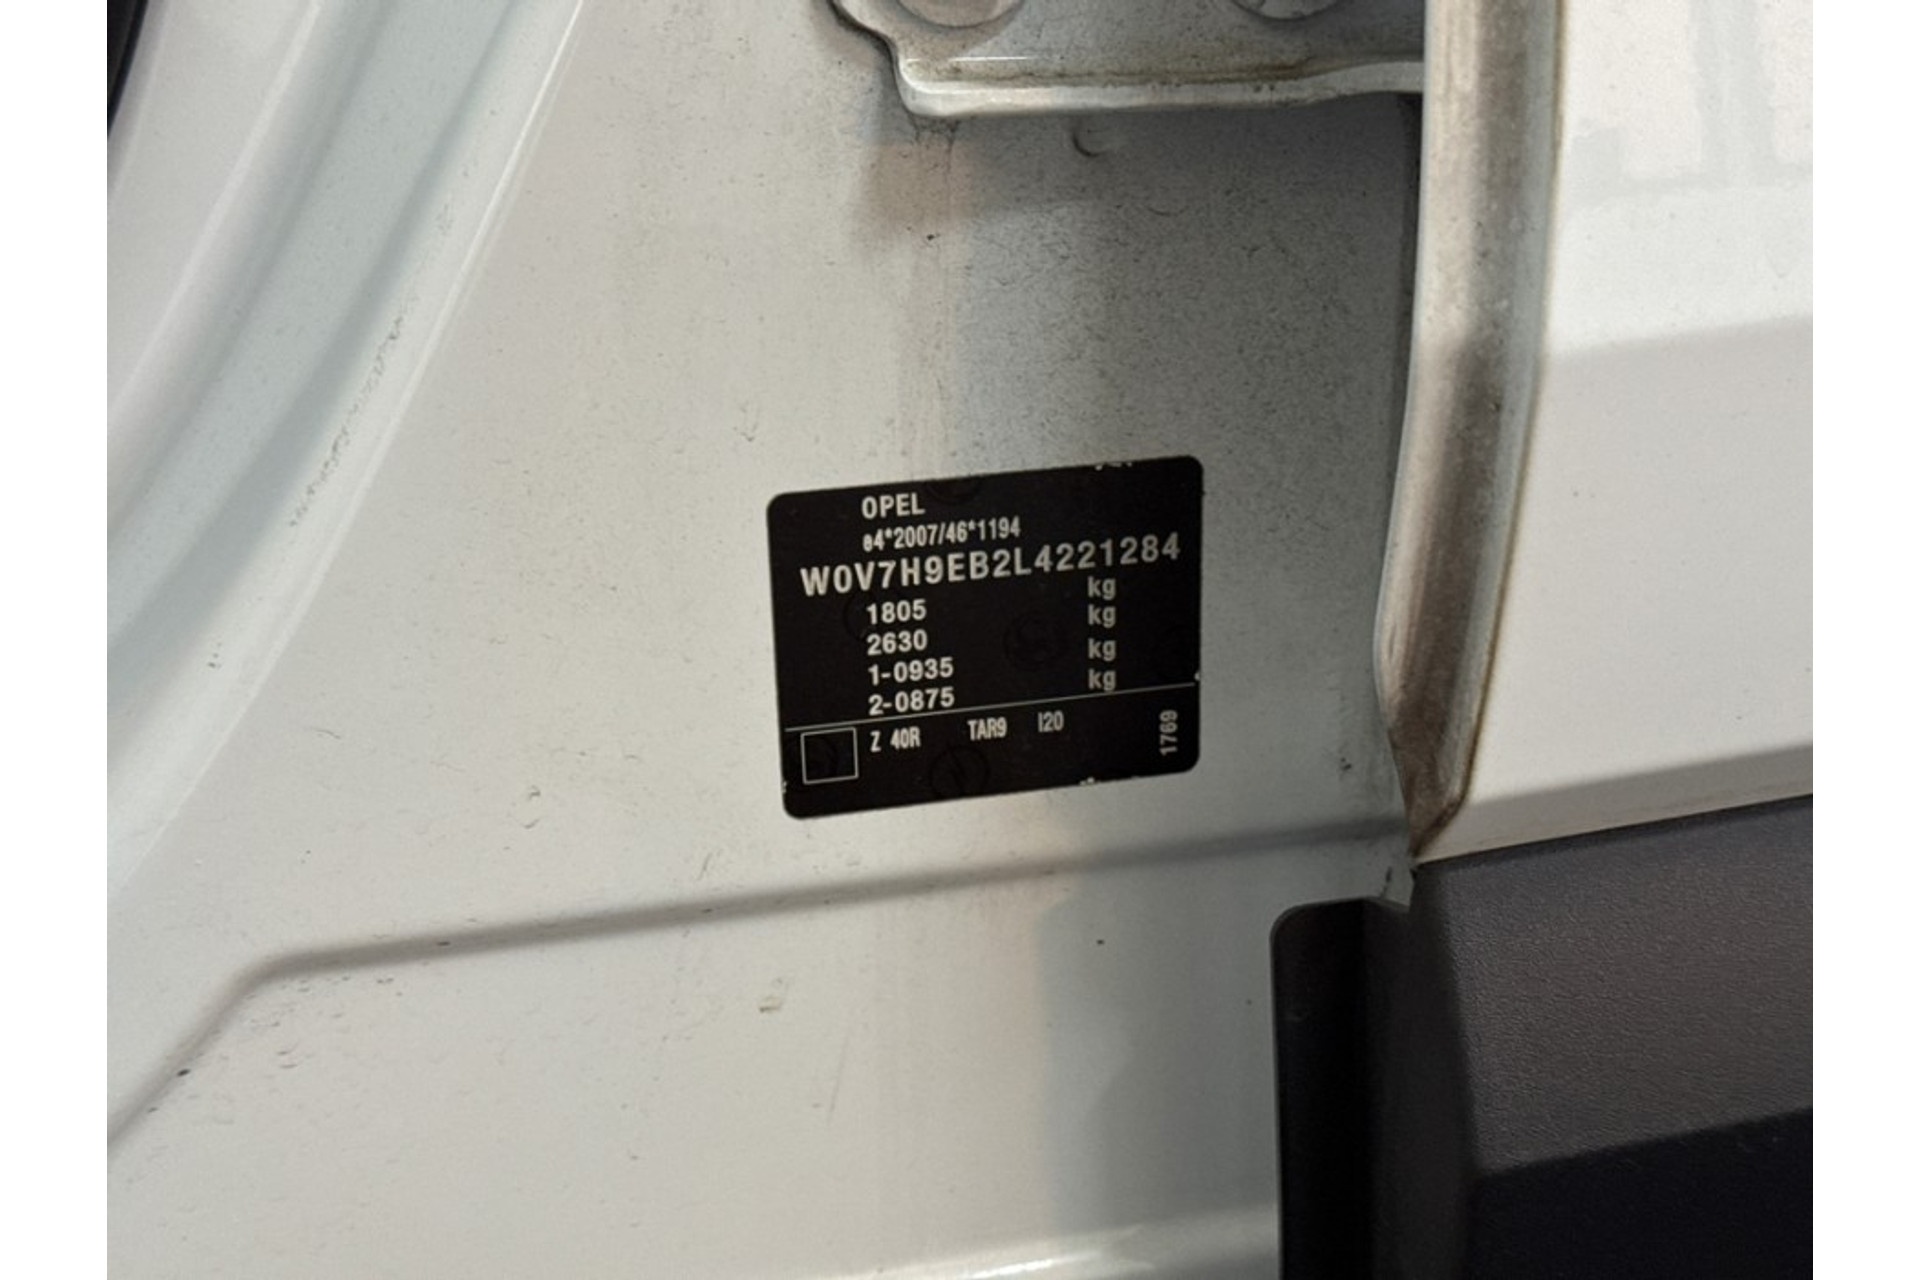 OPEL
e4*2007/46*1194
W0V7H9EB2L4221284
1805 kg
2630 kg
1-0935 kg
2-0875 kg
Z 40R TAR9 I20
1769